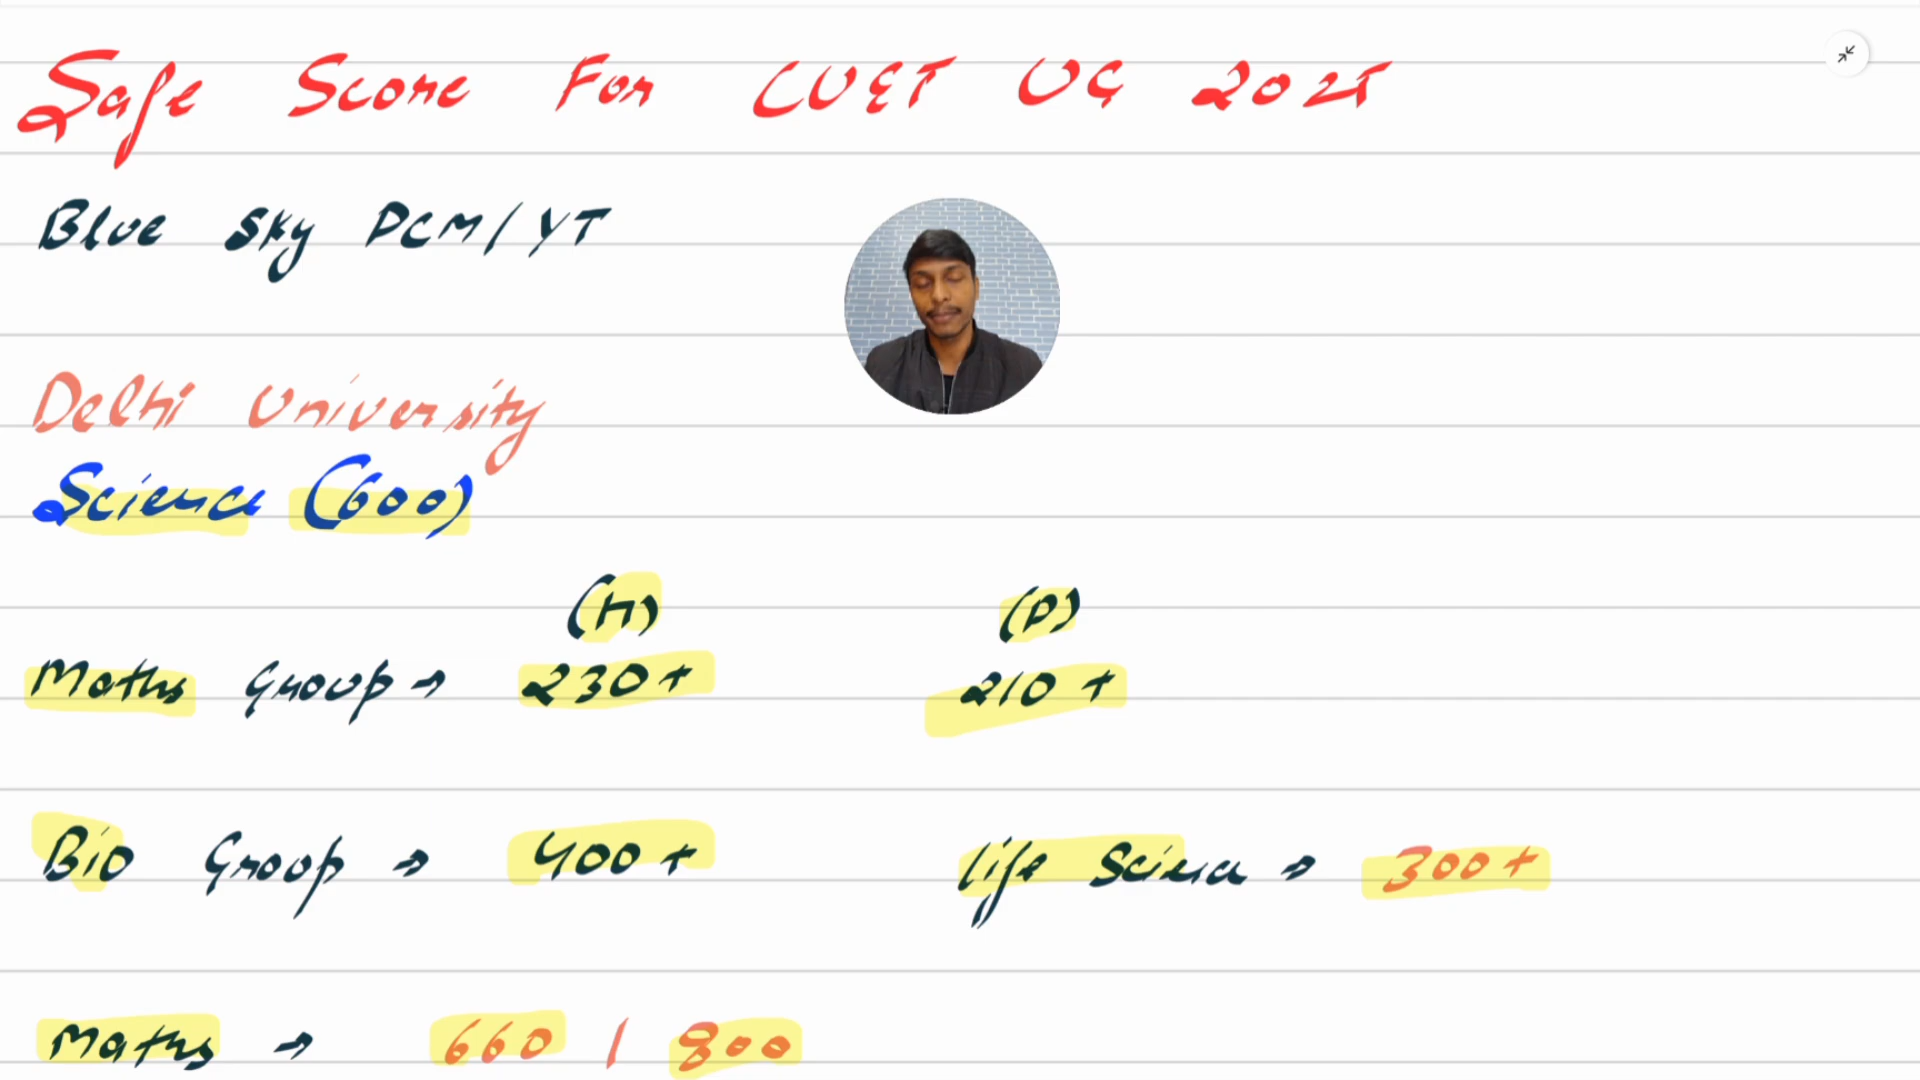 Safe Score For CUET UG 2025
Blue Sky PCM/YT
Delhi University
Science (600)
(H) (P)
Maths Group → 230+ 210+
Bio Group → 400+ Life Science → 300+
Maths → 660 / 800